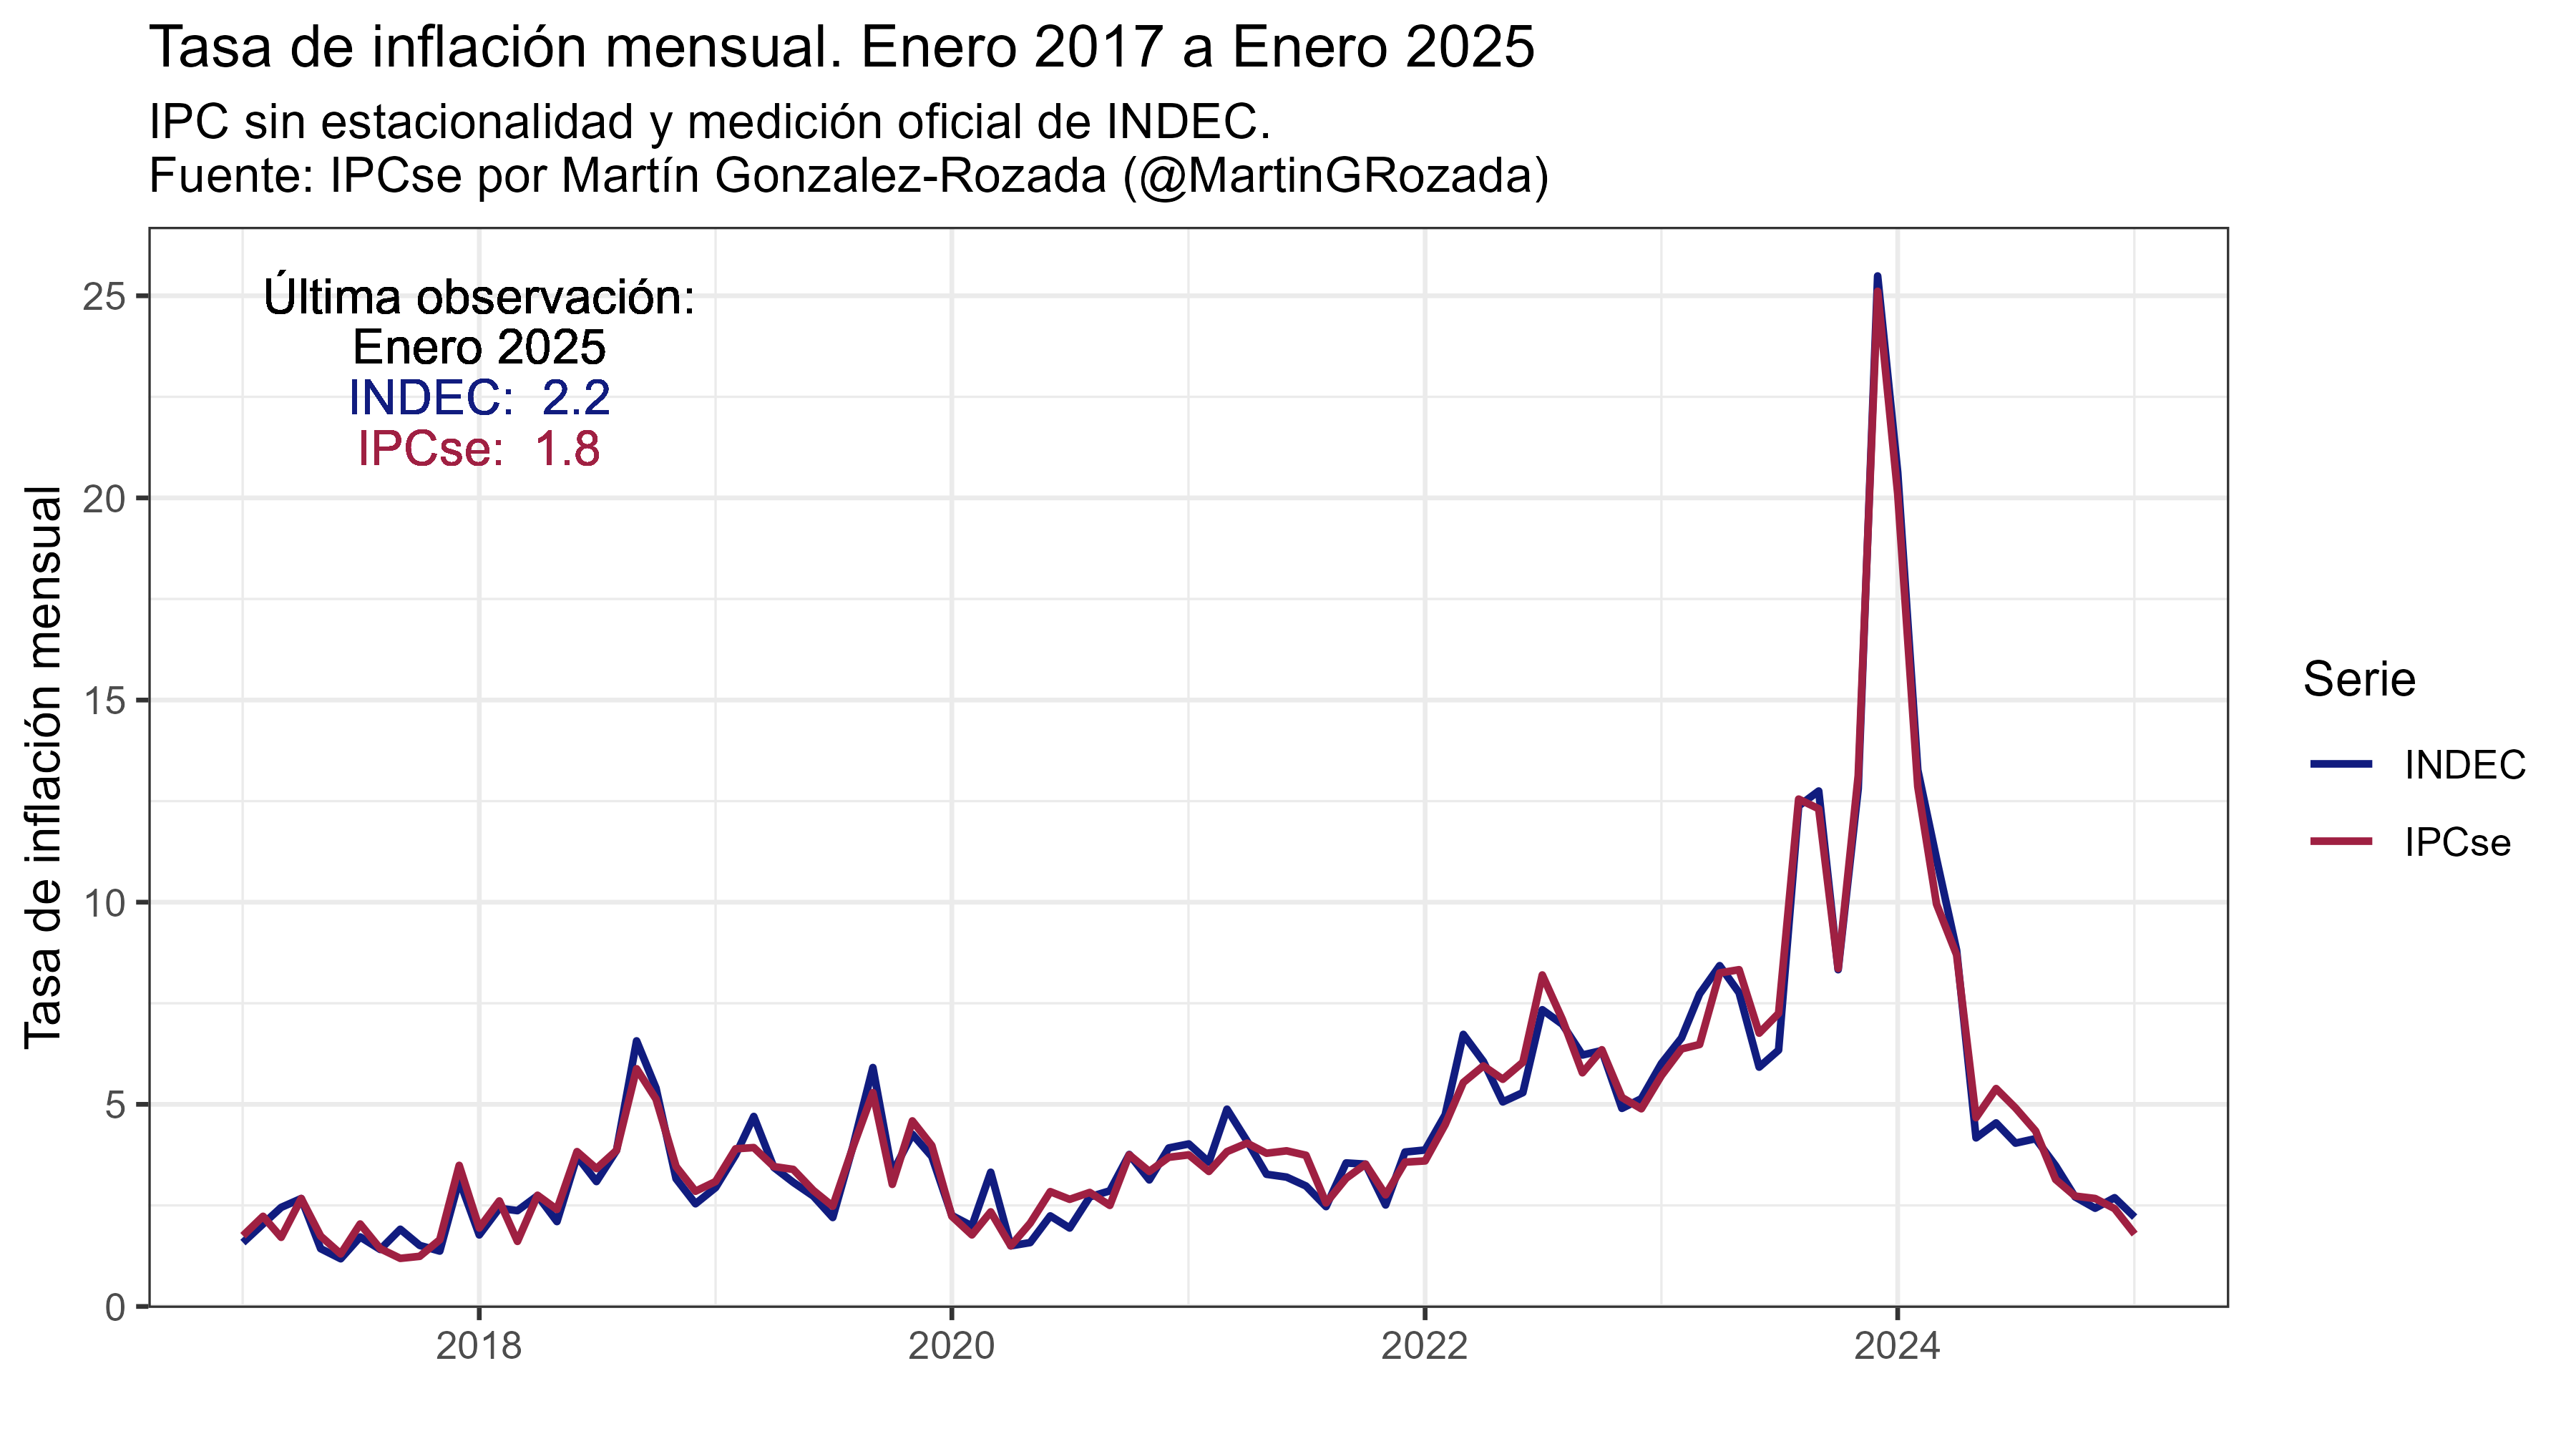 Tasa de inflación mensual. Enero 2017 a Enero 2025
IPC sin estacionalidad y medición oficial de INDEC.
Fuente: IPCse por Martín Gonzalez-Rozada (@MartinGRozada)
Última observación:
Enero 2025
INDEC: 2.2
IPCse: 1.8
Tasa de inflación mensual
25
20
15
10
5
0
2018
2020
2022
2024
Serie
INDEC
IPCse